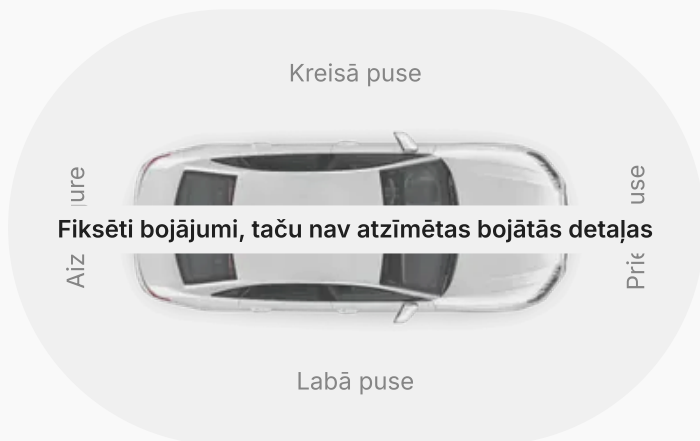 Kreisā puse
Fiksēti bojājumi, taču nav atzīmētas bojātās detaļas
Labā puse